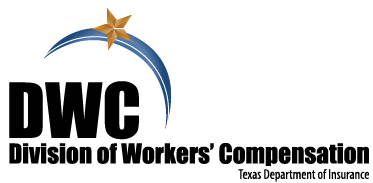 DWC
Division of Workers' Compensation
Texas Department of Insurance